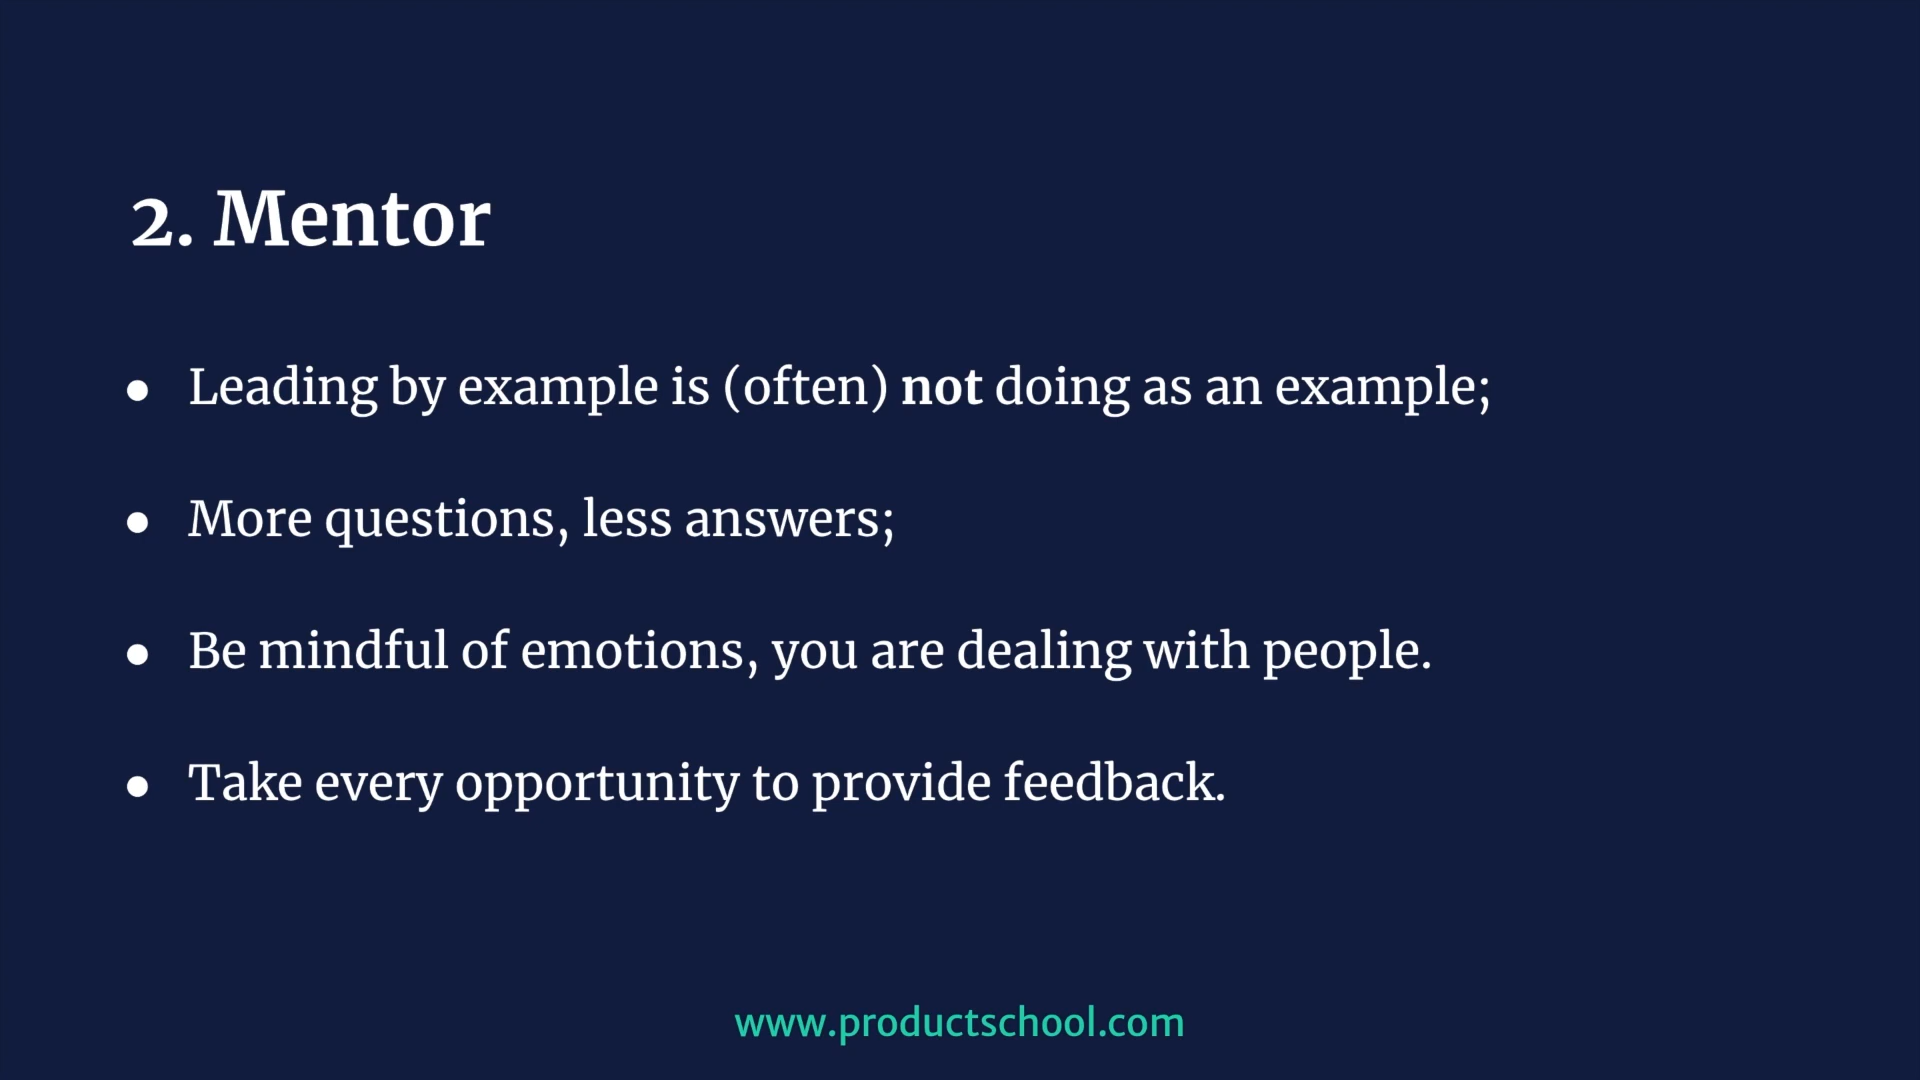 2. Mentor
● Leading by example is (often) not doing as an example;
● More questions, less answers;
● Be mindful of emotions, you are dealing with people.
● Take every opportunity to provide feedback.
www.productschool.com